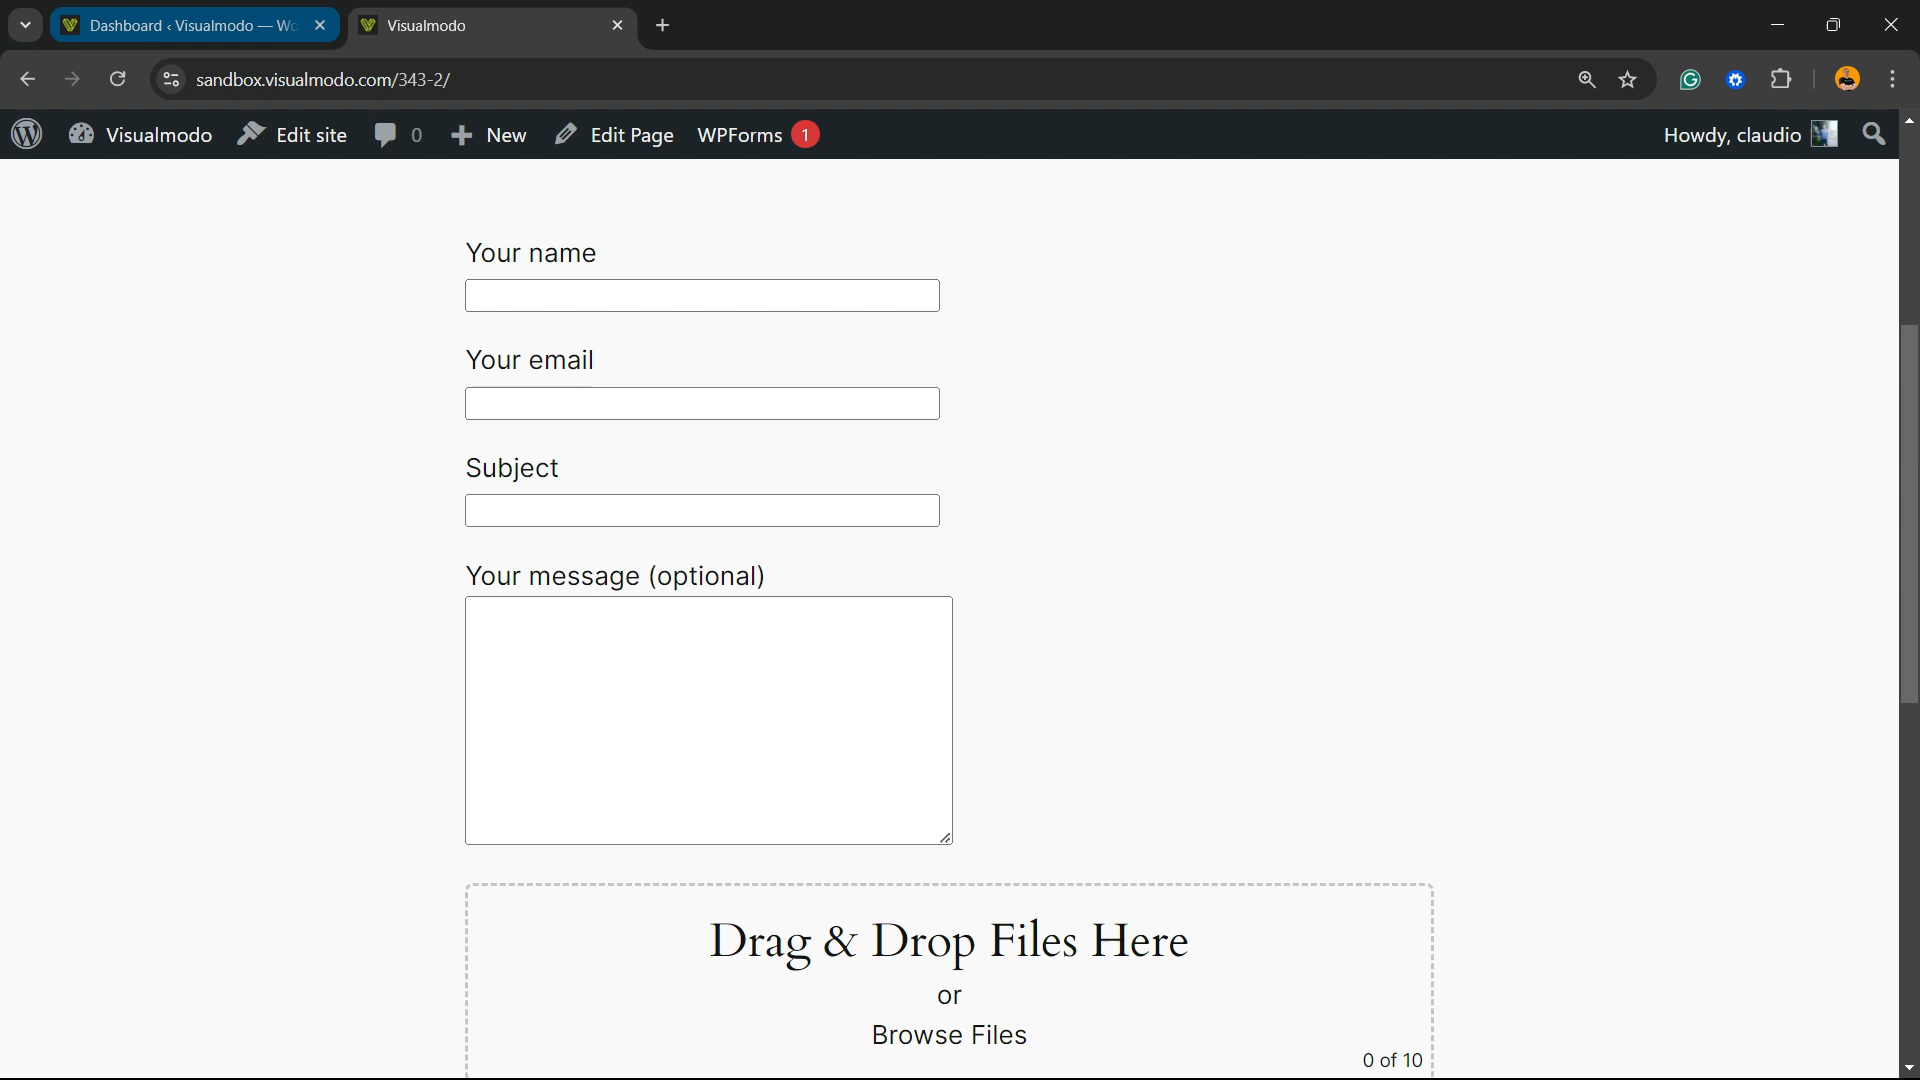 Dashboard ‹ Visualmodo — Wo
Visualmodo
sandbox.visualmodo.com/343-2/
Visualmodo
Edit site
0
New
Edit Page
WPForms 1
Howdy, claudio
Your name
Your email
Subject
Your message (optional)
Drag & Drop Files Here
or
Browse Files
0 of 10